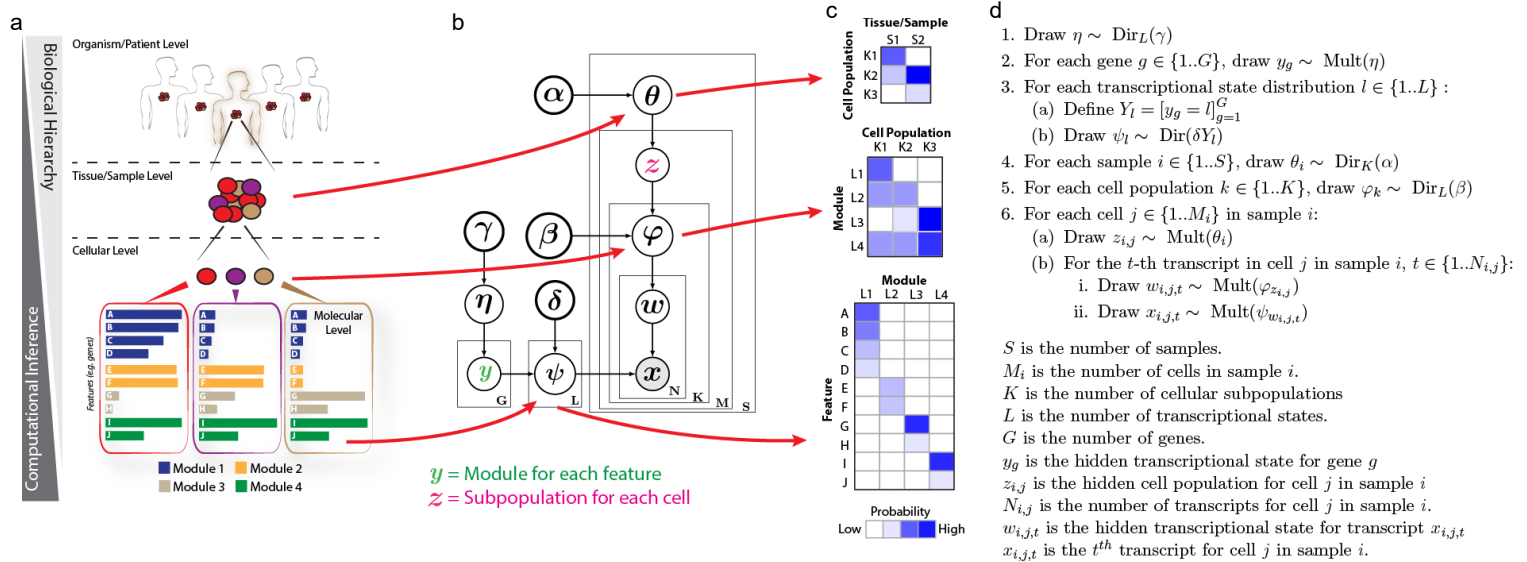 a
Biological Hierarchy
Computational Inference
Organism/Patient Level
Tissue/Sample Level
Cellular Level
Molecular Level
Features (e.g. genes)
A
B
C
D
E
F
G
H
I
J
A
B
C
D
E
F
G
H
I
J
A
B
C
D
E
F
G
H
I
J
Module 1
Module 2
Module 3
Module 4
b
α
θ
z
γ
β
φ
η
δ
w
y
ψ
x
G
L
N
K
M
S
y = Module for each feature
z = Subpopulation for each cell
c
Tissue/Sample
S1 S2
Cell Population
K1
K2
K3
Cell Population
K1 K2 K3
Module
L1
L2
L3
L4
Module
L1 L2 L3 L4
Feature
A
B
C
D
E
F
G
H
I
J
Probability
Low High
d
1. Draw η ∼ Dir_L(γ)
2. For each gene g ∈ {1..G}, draw y_g ∼ Mult(η)
3. For each transcriptional state distribution l ∈ {1..L} :
(a) Define Y_l = [y_g = l]_{g=1}^G
(b) Draw ψ_l ∼ Dir(δY_l)
4. For each sample i ∈ {1..S}, draw θ_i ∼ Dir_K(α)
5. For each cell population k ∈ {1..K}, draw φ_k ∼ Dir_L(β)
6. For each cell j ∈ {1..M_i} in sample i:
(a) Draw z_{i,j} ∼ Mult(θ_i)
(b) For the t-th transcript in cell j in sample i, t ∈ {1..N_{i,j}}:
i. Draw w_{i,j,t} ∼ Mult(φ_{z_{i,j}})
ii. Draw x_{i,j,t} ∼ Mult(ψ_{w_{i,j,t}})
S is the number of samples.
M_i is the number of cells in sample i.
K is the number of cellular subpopulations
L is the number of transcriptional states.
G is the number of genes.
y_g is the hidden transcriptional state for gene g
z_{i,j} is the hidden cell population for cell j in sample i
N_{i,j} is the number of transcripts for cell j in sample i.
w_{i,j,t} is the hidden transcriptional state for transcript x_{i,j,t}
x_{i,j,t} is the t^{th} transcript for cell j in sample i.